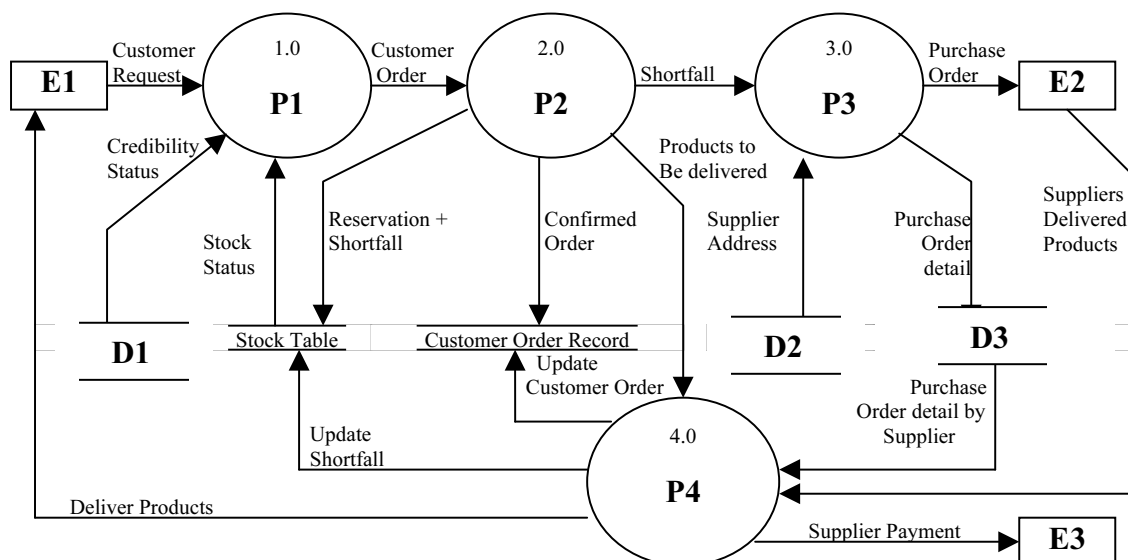 1.0
2.0
3.0
Customer
Request
Customer
Order
Shortfall
Purchase
Order
E1
P1
P2
P3
E2
Credibility
Status
Products to
Be delivered
Stock
Status
Reservation +
Shortfall
Confirmed
Order
Supplier
Address
Purchase
Order
detail
Suppliers
Delivered
Products
D1
Stock Table
Customer Order Record
D2
D3
Update
Customer Order
Purchase
Order detail by
Supplier
4.0
P4
Update
Shortfall
Deliver Products
Supplier Payment
E3